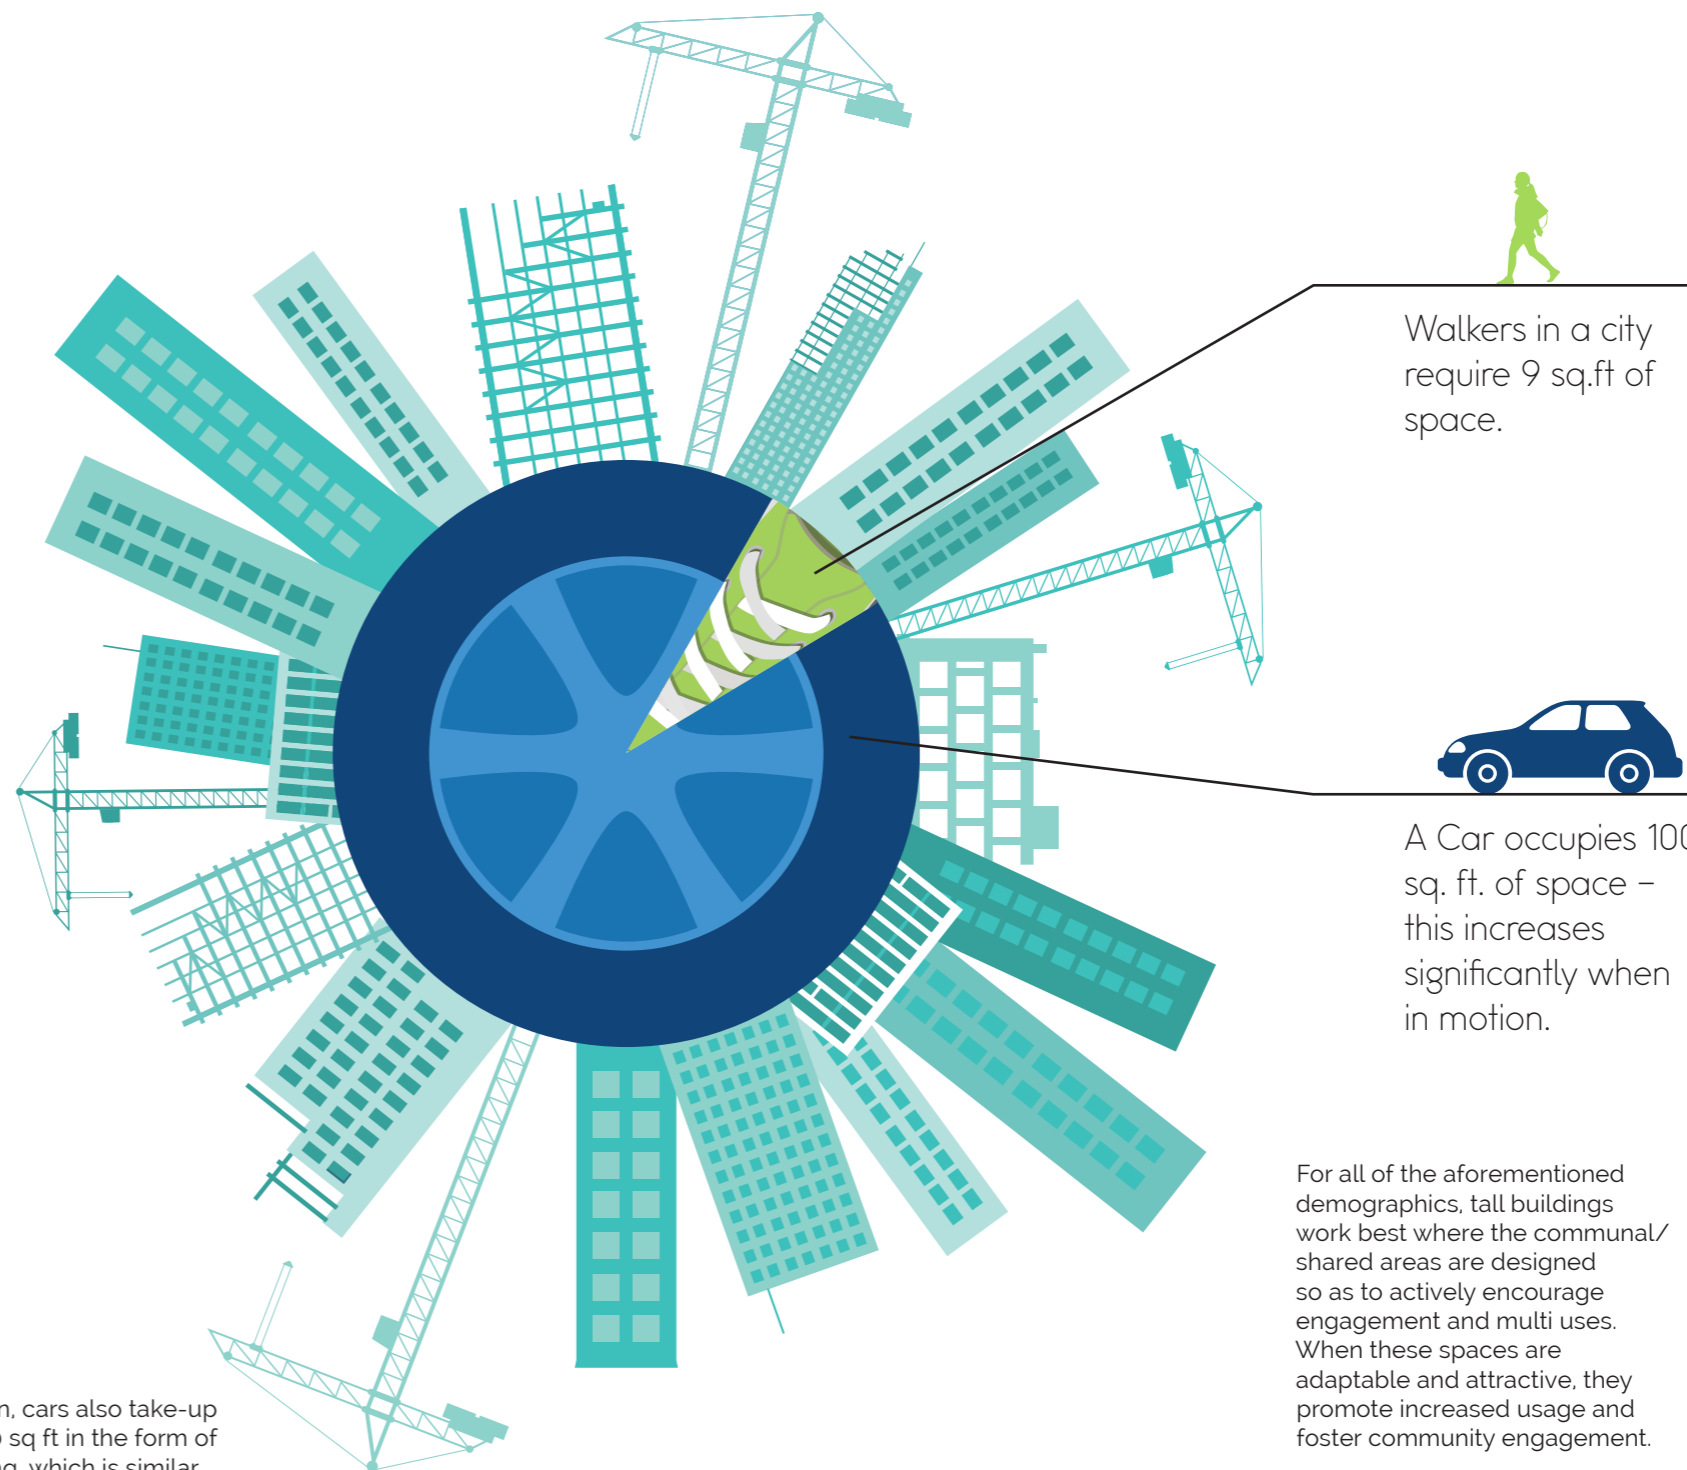 Walkers in a city
require 9 sq.ft of
space.
A Car occupies 100
sq. ft. of space –
this increases
significantly when
in motion.
For all of the aforementioned
demographics, tall buildings
work best where the communal/
shared areas are designed
so as to actively encourage
engagement and multi uses.
When these spaces are
adaptable and attractive, they
promote increased usage and
foster community engagement.
cars also take-up
sq ft in the form of
which is similar